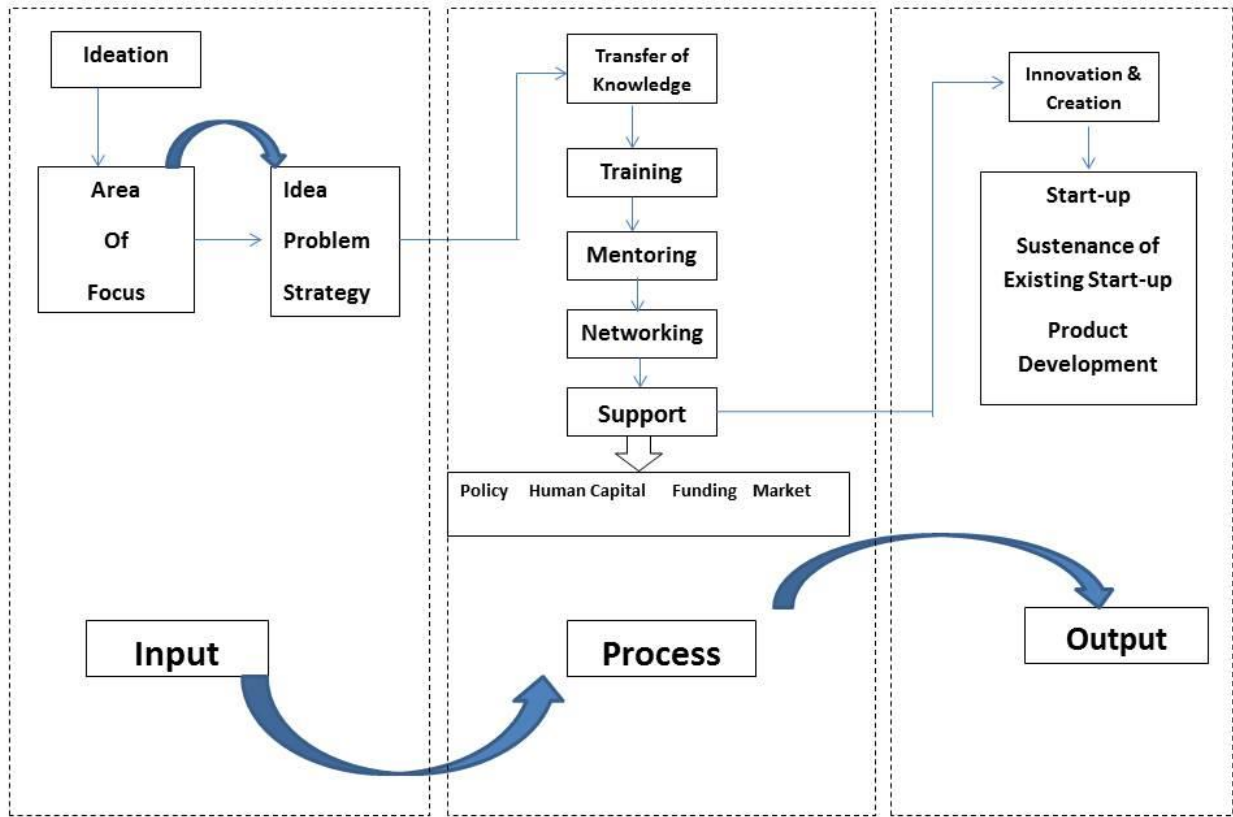 Ideation
Area
Of
Focus
Idea
Problem
Strategy
Input
Transfer of
Knowledge
Training
Mentoring
Networking
Support
Policy Human Capital Funding Market
Process
Innovation &
Creation
Start-up
Sustenance of
Existing Start-up
Product
Development
Output